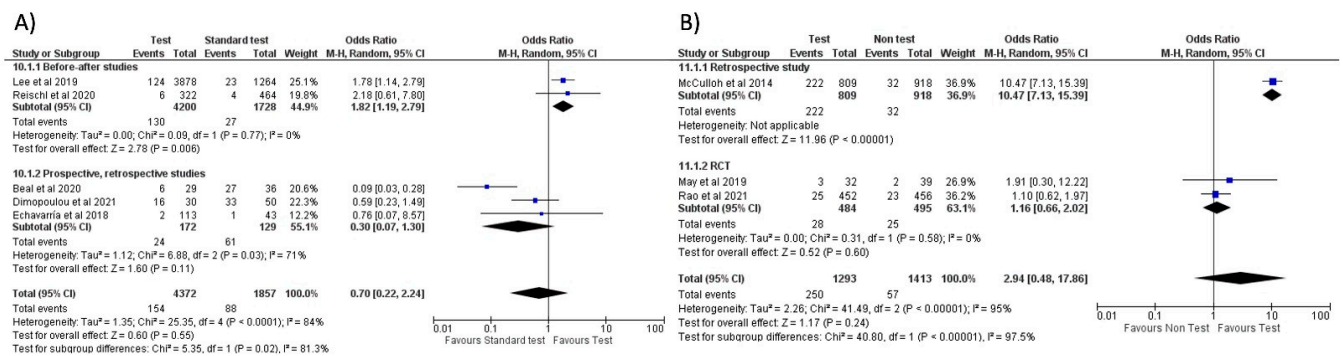 A)
Test Standard test Odds Ratio Odds Ratio
Study or Subgroup Events Total Events Total Weight M-H, Random, 95% CI M-H, Random, 95% CI
10.1.1 Before-after studies
Lee et al 2019 124 3878 23 1264 25.1% 1.78 [1.14, 2.79]
Reischl et al 2020 6 322 4 464 19.8% 2.18 [0.61, 7.80]
Subtotal (95% CI) 4200 1728 44.9% 1.82 [1.19, 2.79]
Total events 130 27
Heterogeneity: Tau² = 0.00; Chi² = 0.09, df = 1 (P = 0.77); I² = 0%
Test for overall effect: Z = 2.78 (P = 0.006)
10.1.2 Prospective, retrospective studies
Beal et al 2020 6 29 27 36 20.6% 0.09 [0.03, 0.28]
Dimopoulou et al 2021 16 30 33 50 22.3% 0.59 [0.23, 1.49]
Echavarría et al 2018 2 113 1 43 12.2% 0.76 [0.07, 8.57]
Subtotal (95% CI) 172 129 55.1% 0.30 [0.07, 1.30]
Total events 24 61
Heterogeneity: Tau² = 1.12; Chi² = 6.88, df = 2 (P = 0.03); I² = 71%
Test for overall effect: Z = 1.60 (P = 0.11)
Total (95% CI) 4372 1857 100.0% 0.70 [0.22, 2.24]
Total events 154 88
Heterogeneity: Tau² = 1.35; Chi² = 25.35, df = 4 (P < 0.0001); I² = 84%
Test for overall effect: Z = 0.60 (P = 0.55)
Test for subgroup differences: Chi² = 5.35, df = 1 (P = 0.02), I² = 81.3%
0.01 0.1 1 10 100
Favours Standard test Favours Test
B)
Test Non test Odds Ratio Odds Ratio
Study or Subgroup Events Total Events Total Weight M-H, Random, 95% CI M-H, Random, 95% CI
11.1.1 Retrospective study
McCulloh et al 2014 222 809 32 918 36.9% 10.47 [7.13, 15.39]
Subtotal (95% CI) 809 918 36.9% 10.47 [7.13, 15.39]
Total events 222 32
Heterogeneity: Not applicable
Test for overall effect: Z = 11.96 (P < 0.00001)
11.1.2 RCT
May et al 2019 3 32 2 39 26.9% 1.91 [0.30, 12.22]
Rao et al 2021 25 452 23 456 36.2% 1.10 [0.62, 1.97]
Subtotal (95% CI) 484 495 63.1% 1.16 [0.66, 2.02]
Total events 28 25
Heterogeneity: Tau² = 0.00; Chi² = 0.31, df = 1 (P = 0.58); I² = 0%
Test for overall effect: Z = 0.52 (P = 0.60)
Total (95% CI) 1293 1413 100.0% 2.94 [0.48, 17.86]
Total events 250 57
Heterogeneity: Tau² = 2.26; Chi² = 41.49, df = 2 (P < 0.00001); I² = 95%
Test for overall effect: Z = 1.17 (P = 0.24)
Test for subgroup differences: Chi² = 40.80, df = 1 (P < 0.00001), I² = 97.5%
0.01 0.1 1 10 100
Favours Non Test Favours Test